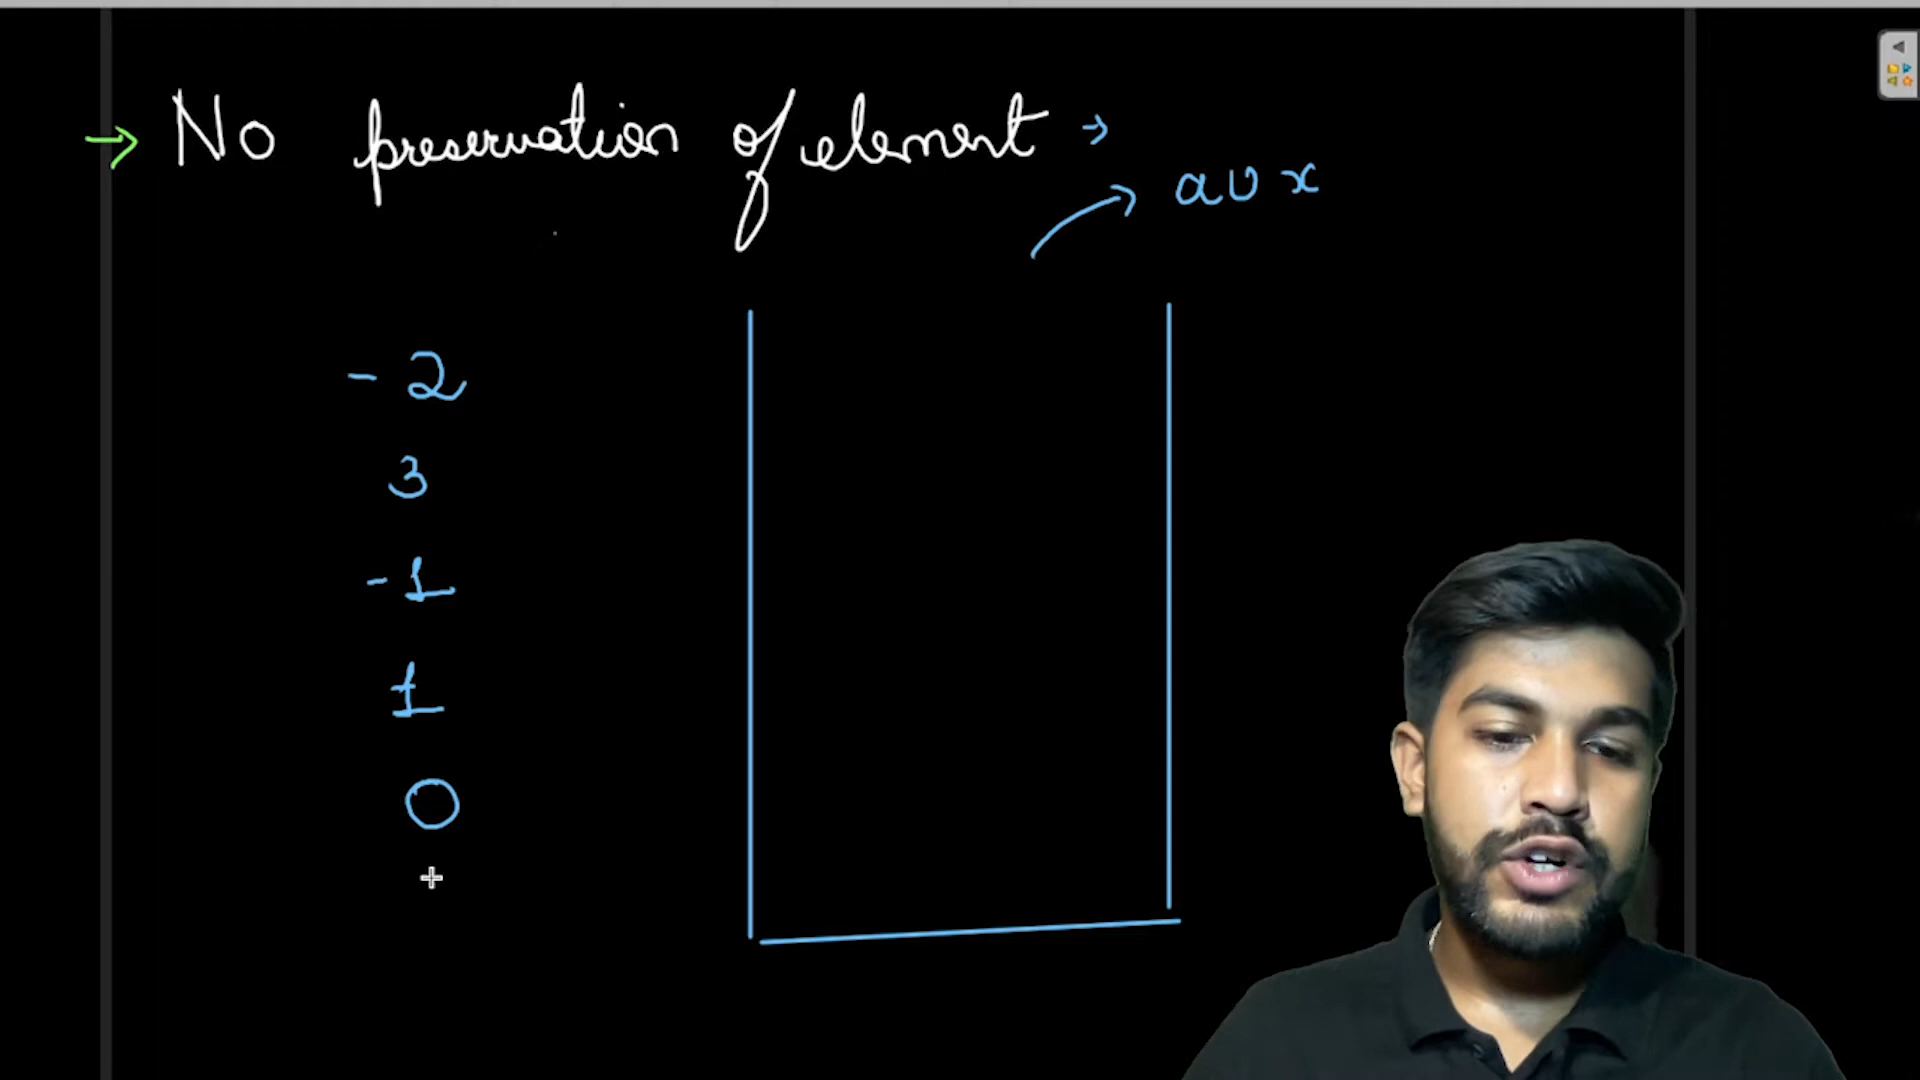 → No preservation of element →
→ aux
- 2
3
- 1
1
0